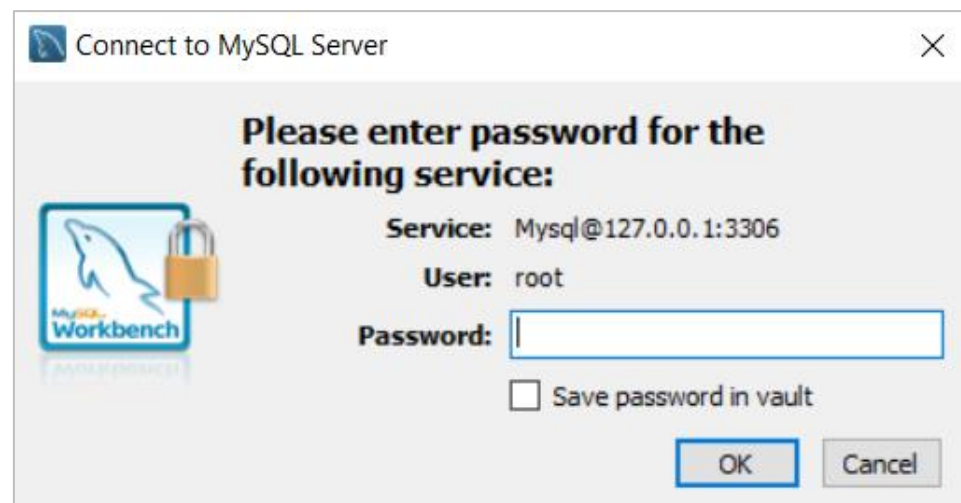 Connect to MySQL Server
Please enter password for the
following service:
Service: Mysql@127.0.0.1:3306
User: root
MySQL
Workbench
Password:
Save password in vault
OK Cancel